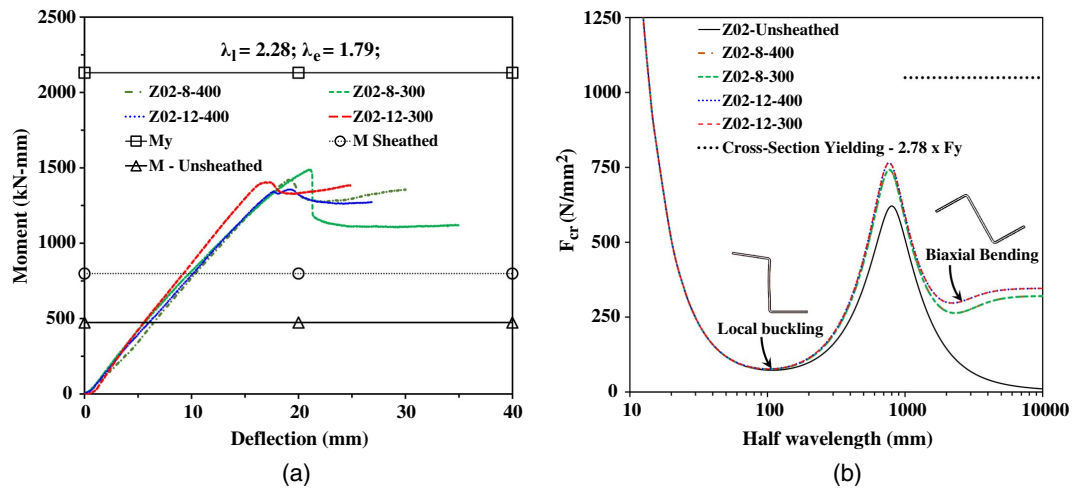 λl = 2.28; λe = 1.79;
Z02-8-400 Z02-8-300
Z02-12-400 Z02-12-300
My M Sheathed
M - Unsheathed
Moment (kN-mm)
2500
2000
1500
1000
500
0
0 10 20 30 40
Deflection (mm)
(a)
Z02-Unsheathed
Z02-8-400
Z02-8-300
Z02-12-400
Z02-12-300
Cross-Section Yielding - 2.78 x Fy
Biaxial Bending
Local buckling
Fcr (N/mm²)
1250
1000
750
500
250
0
10 100 1000 10000
Half wavelength (mm)
(b)